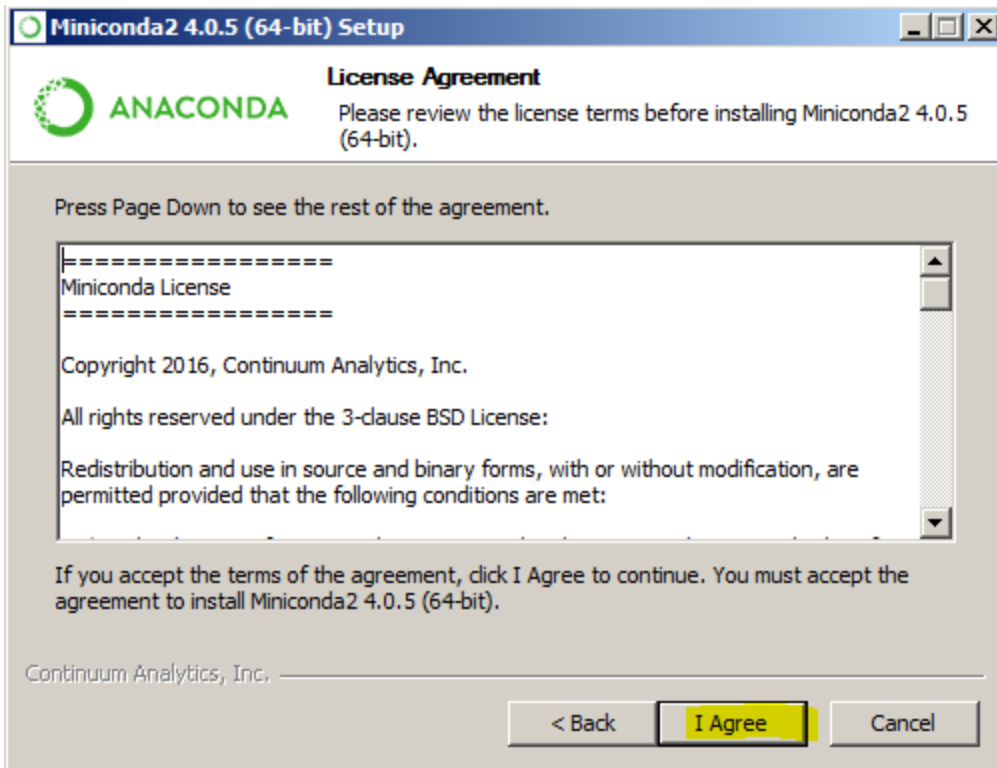 Miniconda2 4.0.5 (64-bit) Setup
ANACONDA
License Agreement
Please review the license terms before installing Miniconda2 4.0.5
(64-bit).
Press Page Down to see the rest of the agreement.
=================
Miniconda License
=================
Copyright 2016, Continuum Analytics, Inc.
All rights reserved under the 3-clause BSD License:
Redistribution and use in source and binary forms, with or without modification, are
permitted provided that the following conditions are met:
If you accept the terms of the agreement, click I Agree to continue. You must accept the
agreement to install Miniconda2 4.0.5 (64-bit).
Continuum Analytics, Inc.
< Back
I Agree
Cancel